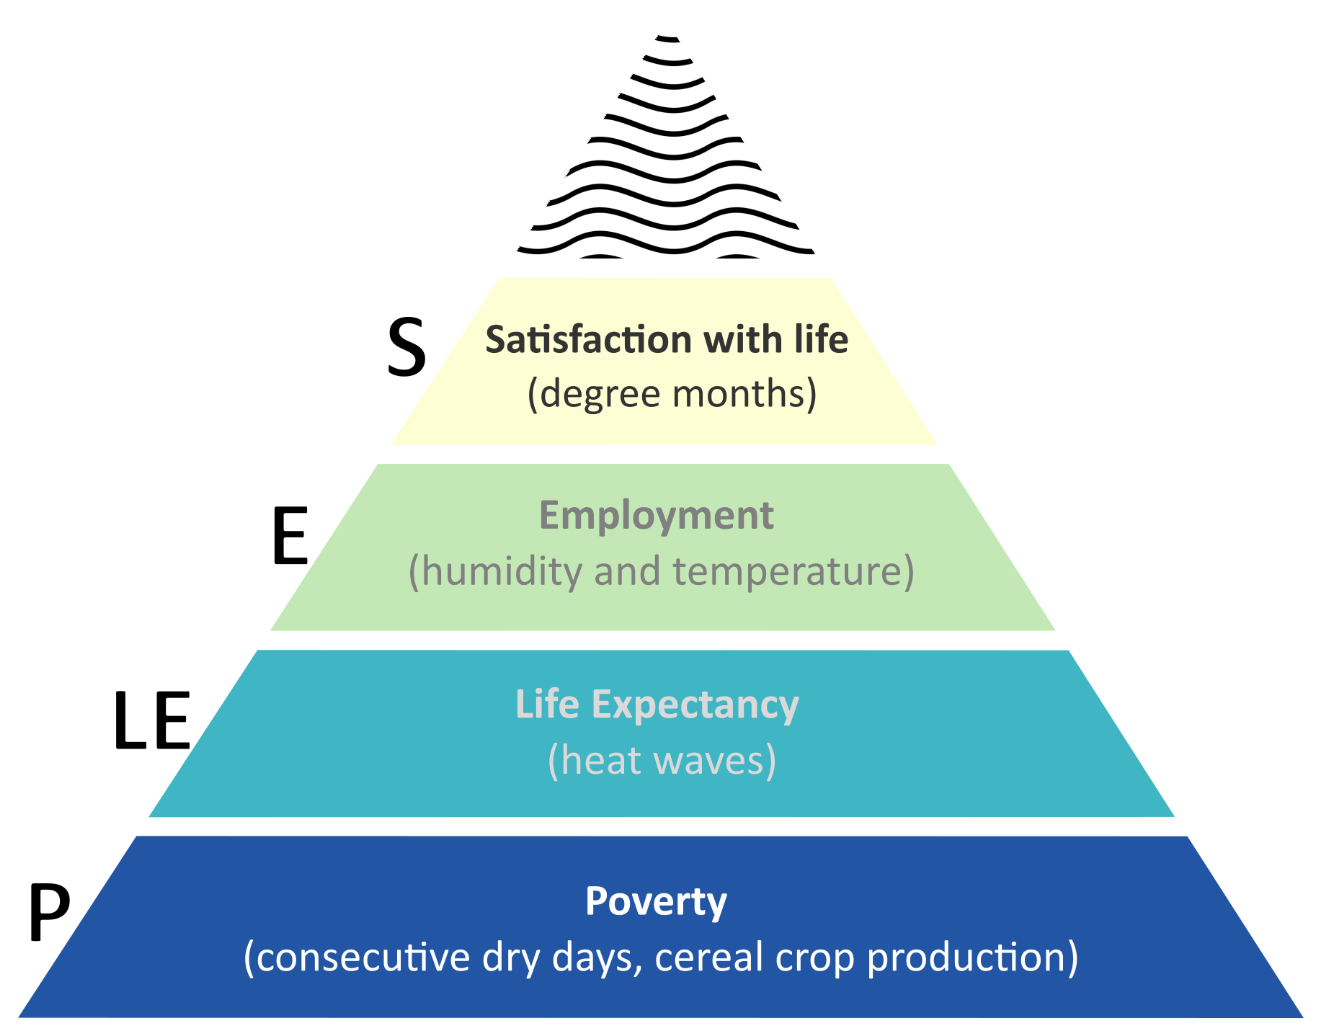 S
Satisfaction with life
(degree months)
E
Employment
(humidity and temperature)
LE
Life Expectancy
(heat waves)
P
Poverty
(consecutive dry days, cereal crop production)